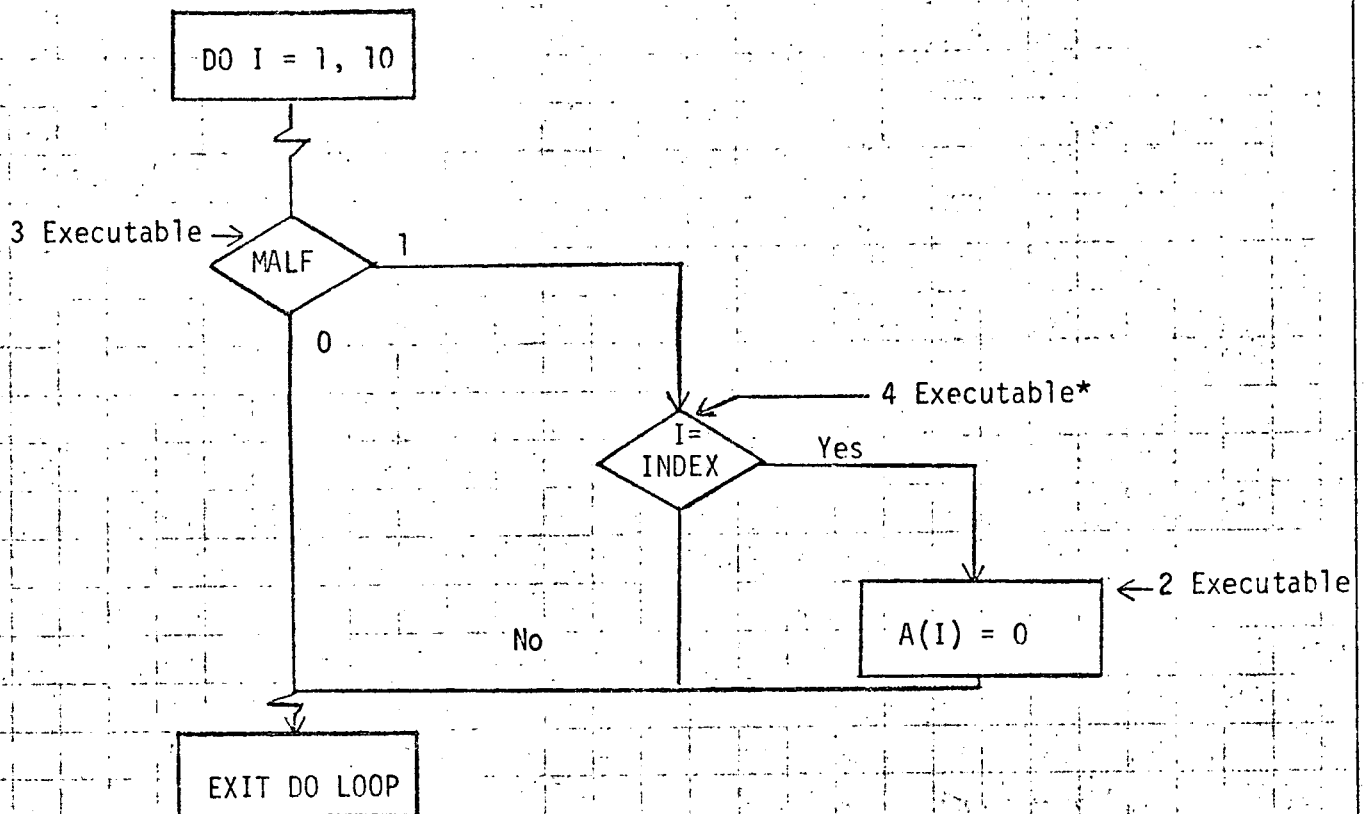 DO I = 1, 10
3 Executable
MALF
1
0
4 Executable*
I=
INDEX
Yes
2 Executable
A(I) = 0
No
EXIT DO LOOP